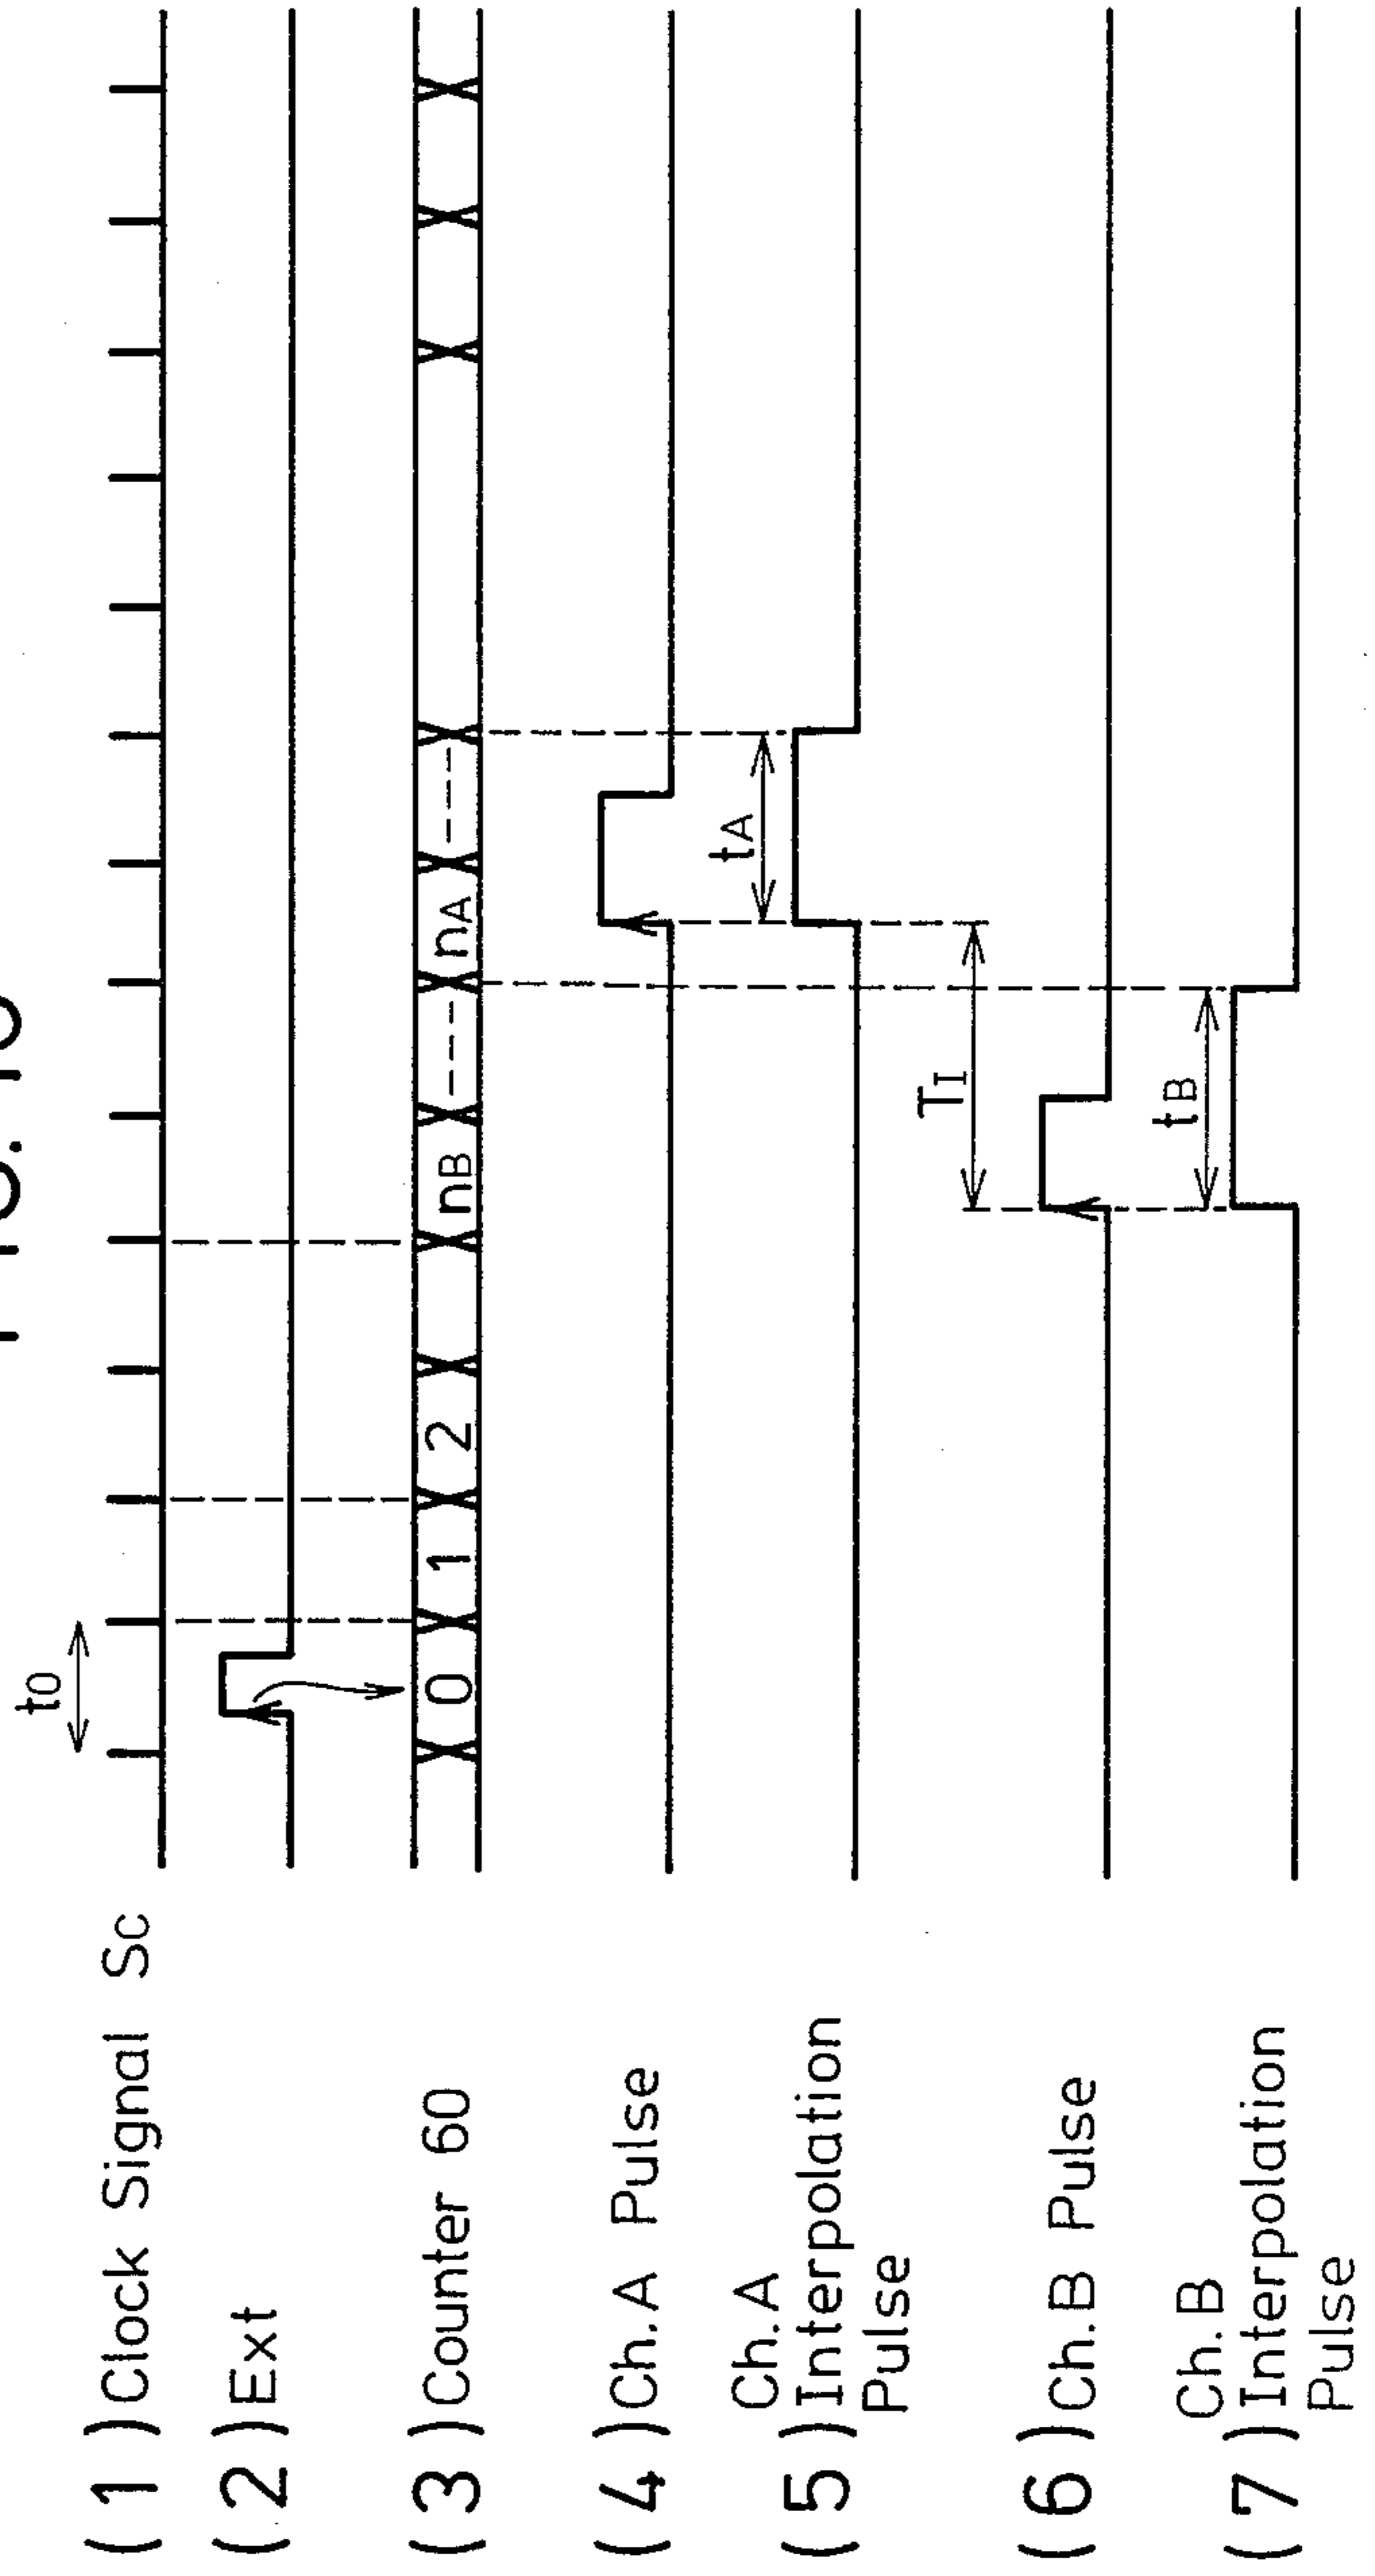 t0
(1) Clock Signal Sc
(2) Ext
(3) Counter 60
0 1 2 nB ---- nA ----
(4) Ch. A Pulse
tA
Ch. A
(5) Interpolation
Pulse
TI
(6) Ch. B Pulse
tB
Ch. B
(7) Interpolation
Pulse